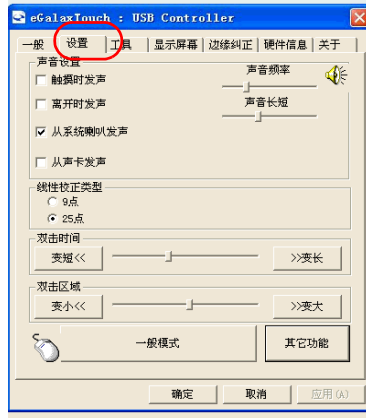 eGalaxTouch : USB Controller
一般 设置 工具 显示屏幕 边缘纠正 硬件信息 关于
声音设置
触摸时发声
声音频率
离开时发声
声音长短
从系统喇叭发声
从声卡发声
线性校正类型
9点
25点
双击时间
变短<< >>变长
双击区域
变小<< >>变大
一般模式 其它功能
确定 取消 应用(A)